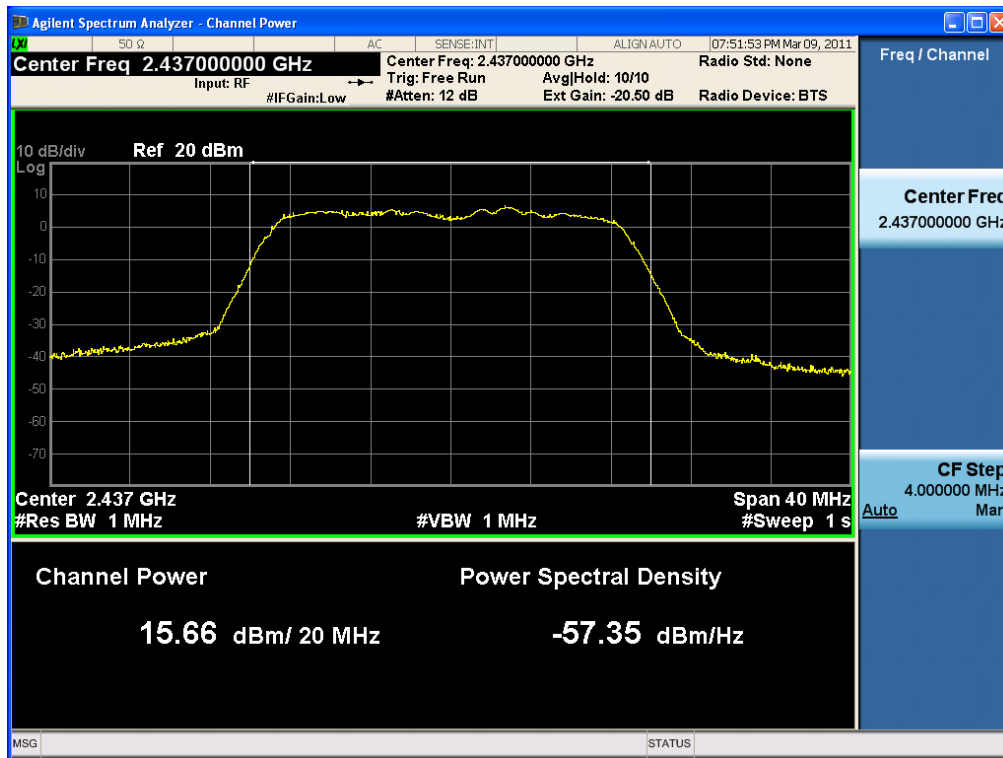 Agilent Spectrum Analyzer - Channel Power
LXI 50 Ω AC SENSE:INT ALIGN AUTO 07:51:53 PM Mar 09, 2011
Center Freq 2.437000000 GHz Center Freq: 2.437000000 GHz Radio Std: None
Input: RF Trig: Free Run Avg|Hold: 10/10
#IFGain:Low #Atten: 12 dB Ext Gain: -20.50 dB Radio Device: BTS
Freq / Channel
10 dB/div Ref 20 dBm
Log
10
0
-10
-20
-30
-40
-50
-60
-70
Center 2.437 GHz Span 40 MHz
#Res BW 1 MHz #VBW 1 MHz #Sweep 1 s
Center Freq
2.437000000 GHz
CF Step
4.000000 MHz
Auto Man
Channel Power Power Spectral Density
15.66 dBm/ 20 MHz -57.35 dBm/Hz
MSG STATUS